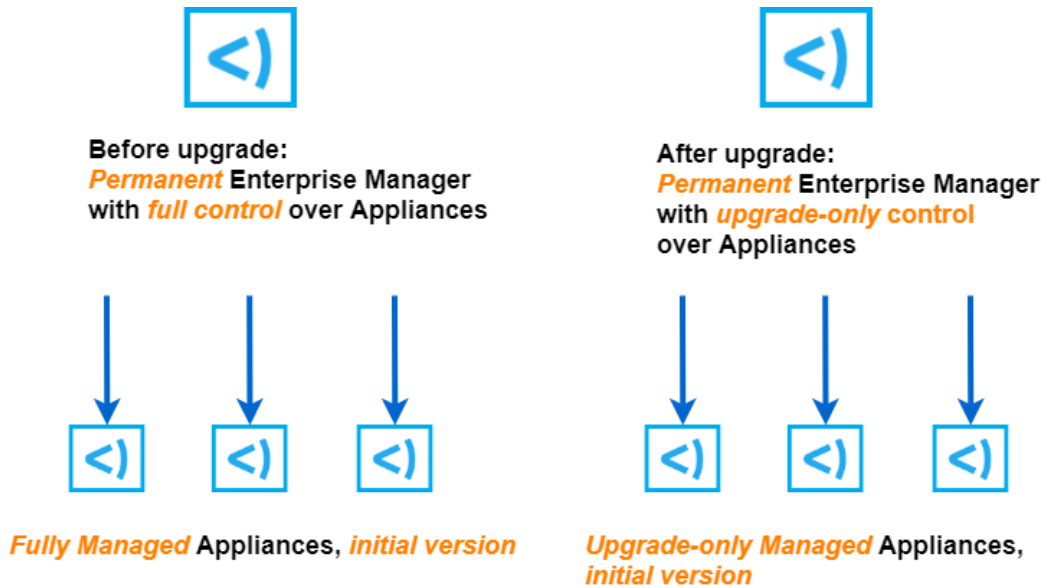 Before upgrade:
Permanent Enterprise Manager
with full control over Appliances
After upgrade:
Permanent Enterprise Manager
with upgrade-only control
over Appliances
Fully Managed Appliances, initial version
Upgrade-only Managed Appliances,
initial version